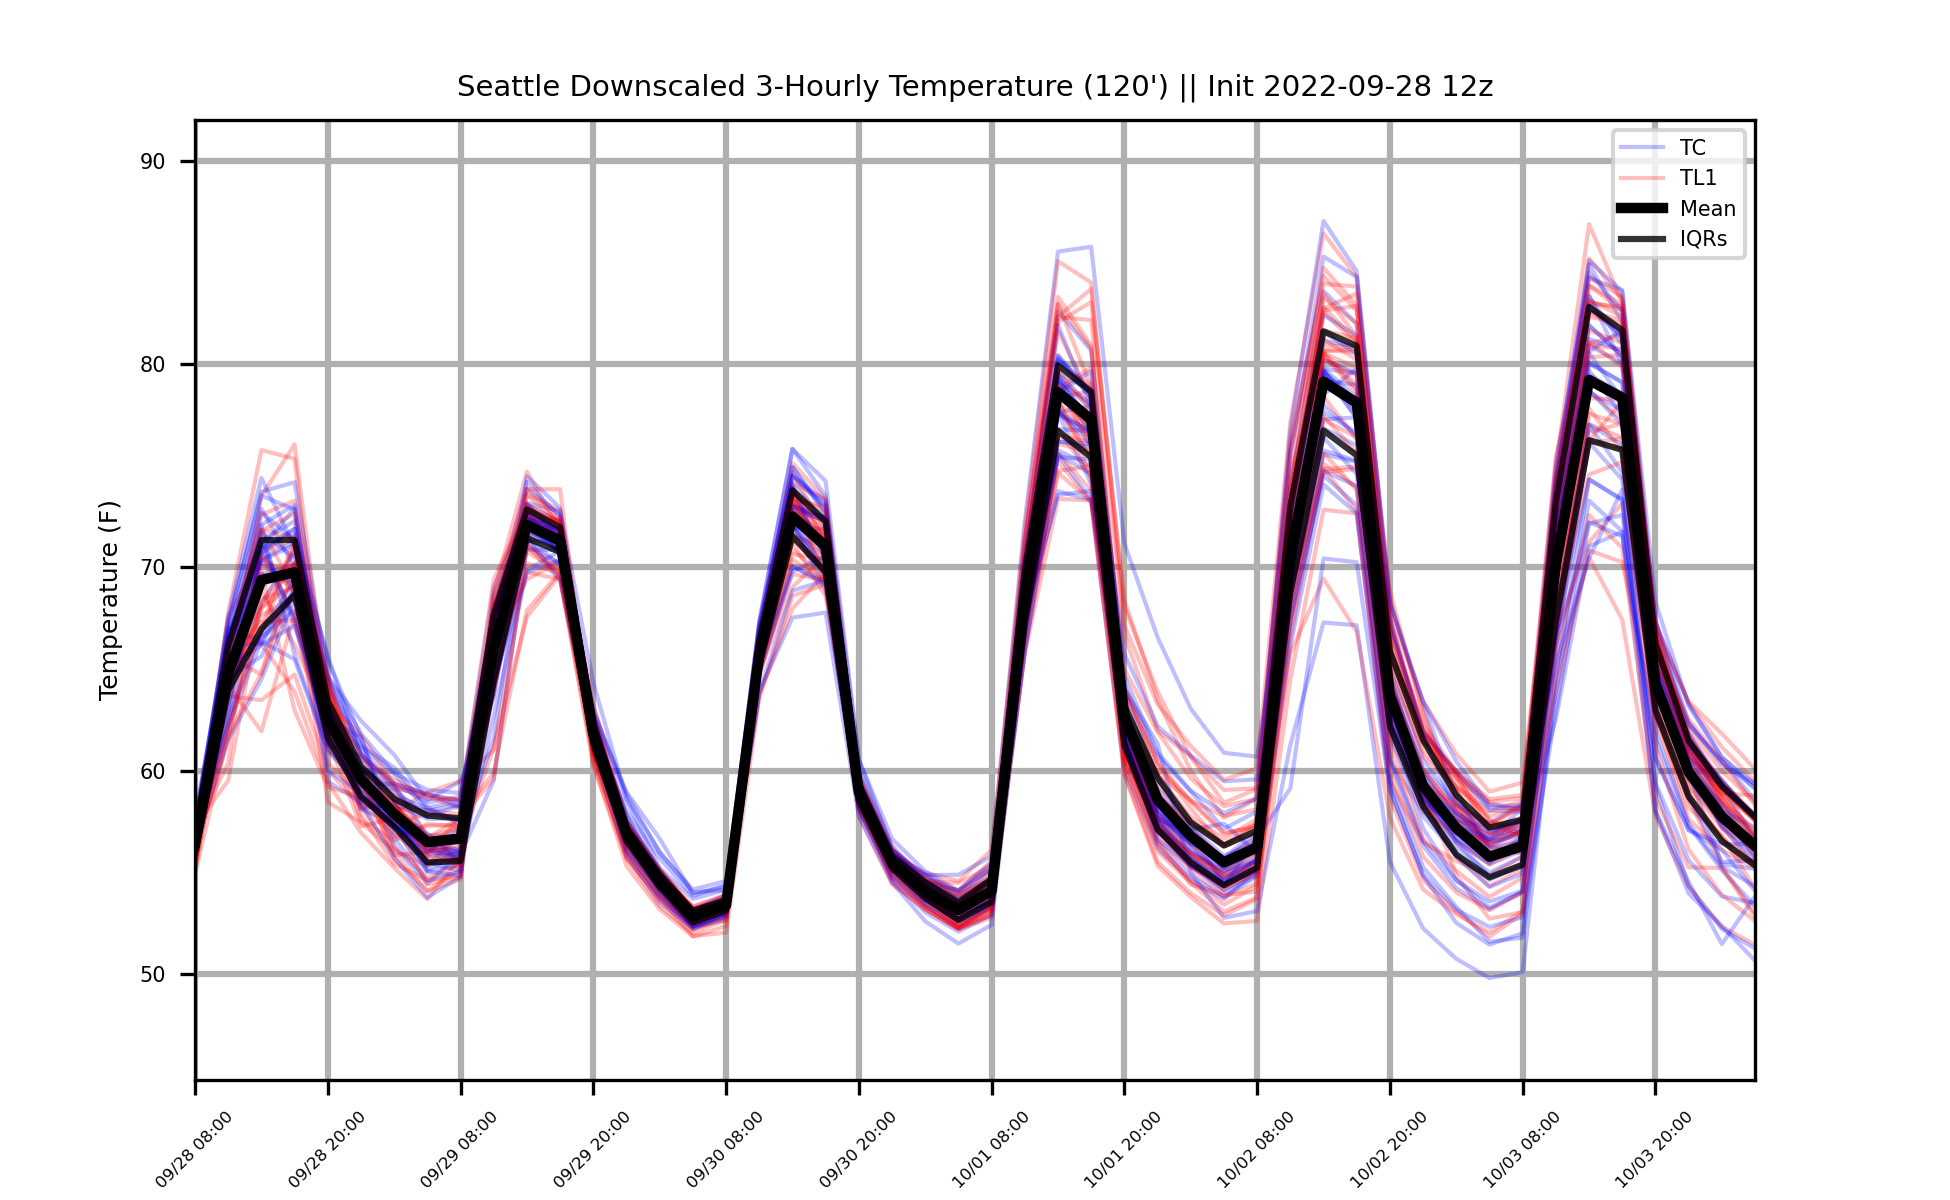 Seattle Downscaled 3-Hourly Temperature (120') || Init 2022-09-28 12z
TC
TL1
Mean
IQRs
90
80
70
60
50
Temperature (F)
09/28 08:00
09/28 20:00
09/29 08:00
09/29 20:00
09/30 08:00
09/30 20:00
10/01 08:00
10/01 20:00
10/02 08:00
10/02 20:00
10/03 08:00
10/03 20:00